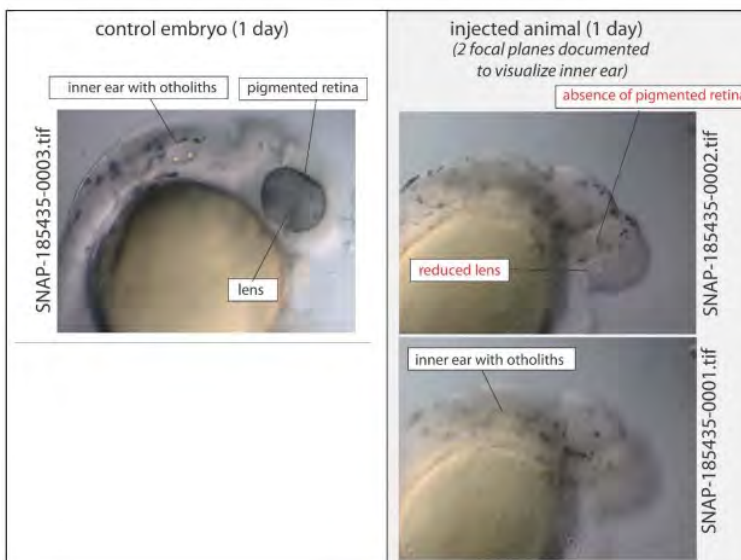 control embryo (1 day)
inner ear with otholiths
pigmented retina
lens
SNAP-185435-0003.tif
injected animal (1 day)
(2 focal planes documented
to visualize inner ear)
absence of pigmented retina
reduced lens
SNAP-185435-0002.tif
inner ear with otholiths
SNAP-185435-0001.tif